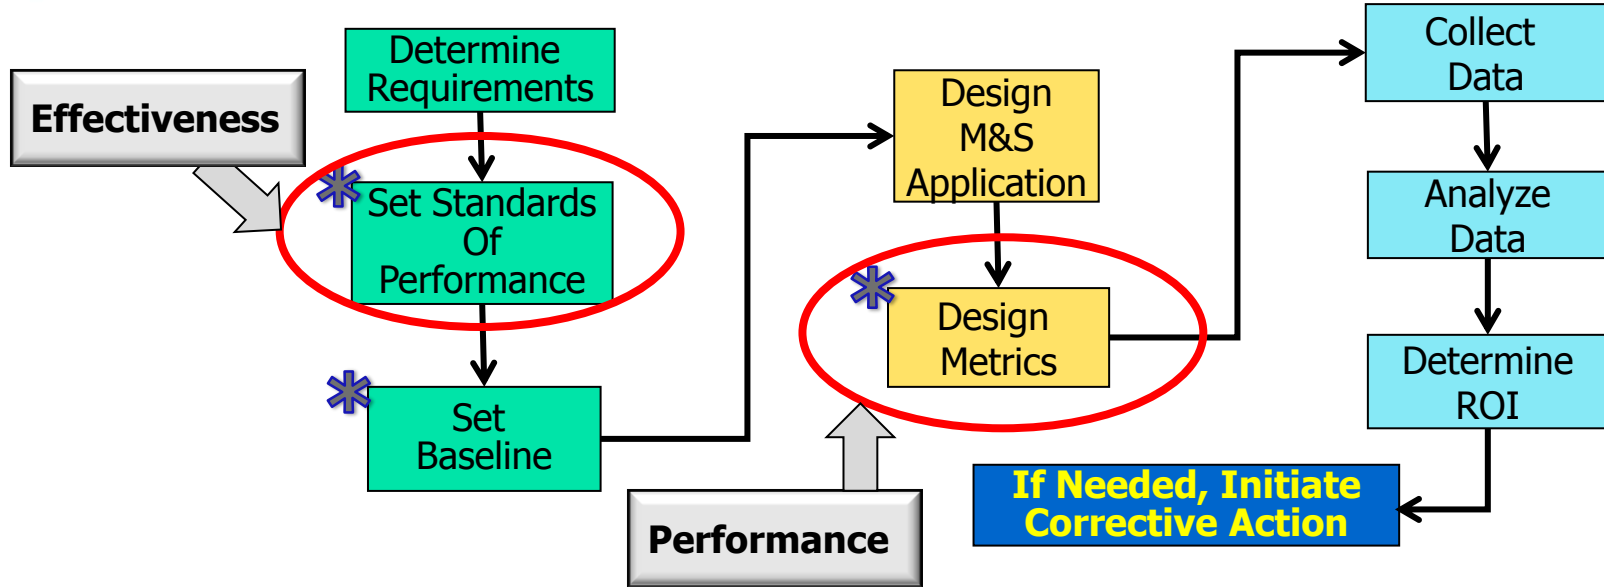 Determine
Requirements
Effectiveness
Set Standards
Of
Performance
Set
Baseline
Design
M&S
Application
Design
Metrics
Performance
Collect
Data
Analyze
Data
Determine
ROI
If Needed, Initiate
Corrective Action